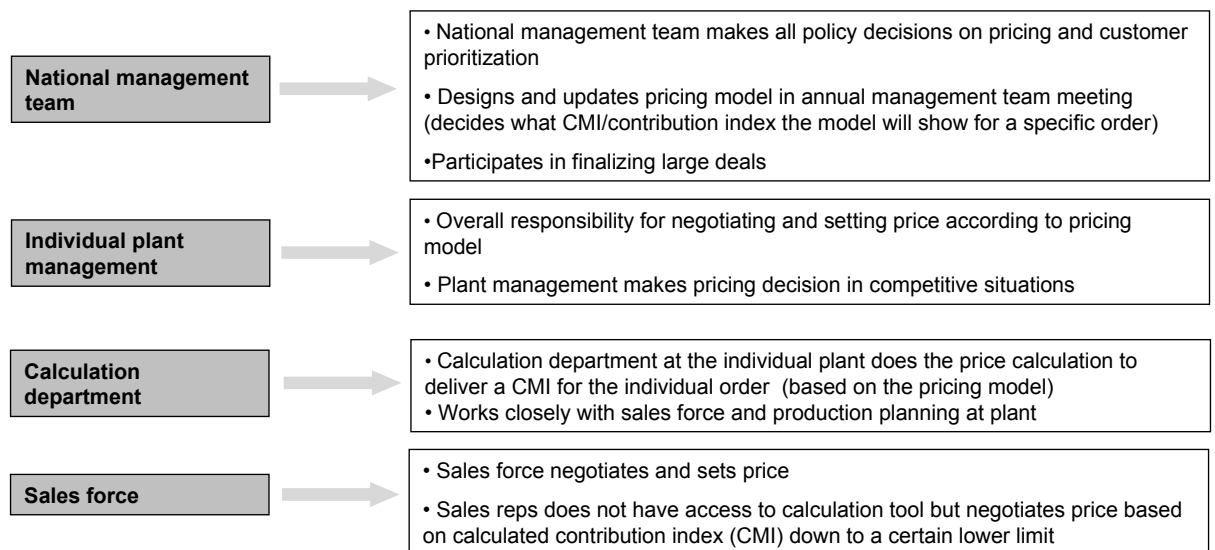 National management
team
• National management team makes all policy decisions on pricing and customer
prioritization
• Designs and updates pricing model in annual management team meeting
(decides what CMI/contribution index the model will show for a specific order)
•Participates in finalizing large deals
Individual plant
management
• Overall responsibility for negotiating and setting price according to pricing
model
• Plant management makes pricing decision in competitive situations
Calculation
department
• Calculation department at the individual plant does the price calculation to
deliver a CMI for the individual order (based on the pricing model)
• Works closely with sales force and production planning at plant
Sales force
• Sales force negotiates and sets price
• Sales reps does not have access to calculation tool but negotiates price based
on calculated contribution index (CMI) down to a certain lower limit